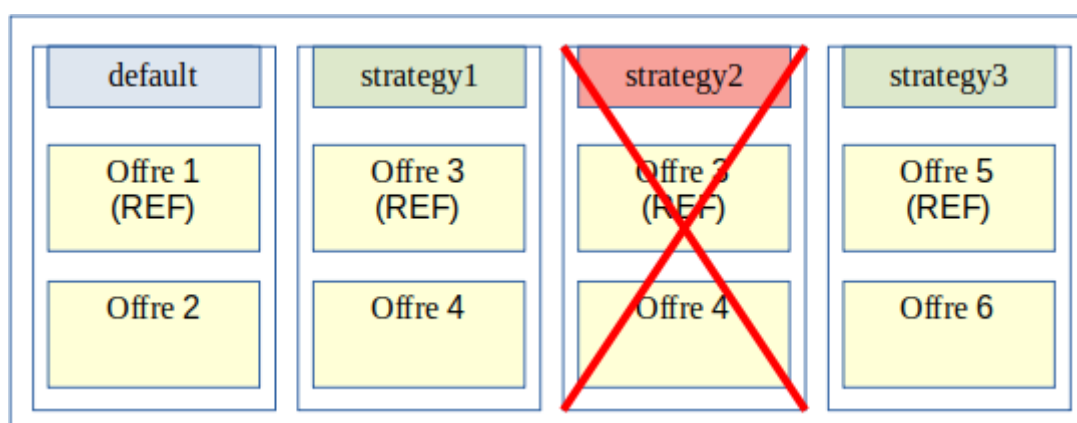 default
Offre 1
(REF)
Offre 2
strategy1
Offre 3
(REF)
Offre 4
strategy2
Offre 3
(REF)
Offre 4
strategy3
Offre 5
(REF)
Offre 6